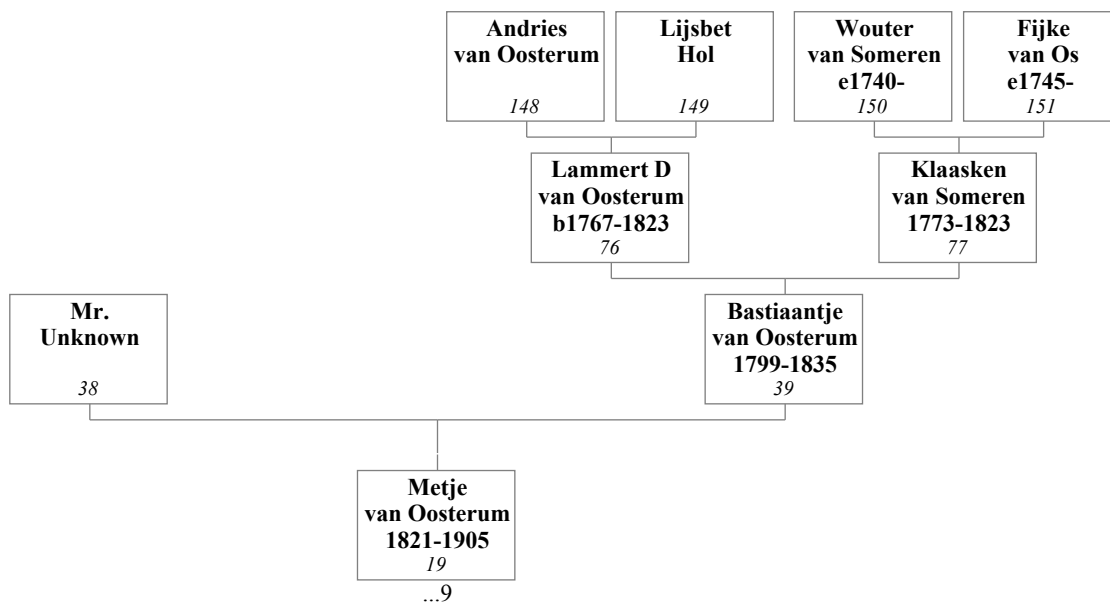 Andries
van Oosterum
148
Lijsbet
Hol
149
Wouter
van Someren
e1740-
150
Fijke
van Os
e1745-
151
Lammert D
van Oosterum
b1767-1823
76
Klaasken
van Someren
1773-1823
77
Mr.
Unknown
38
Bastiaantje
van Oosterum
1799-1835
39
Metje
van Oosterum
1821-1905
19
...9